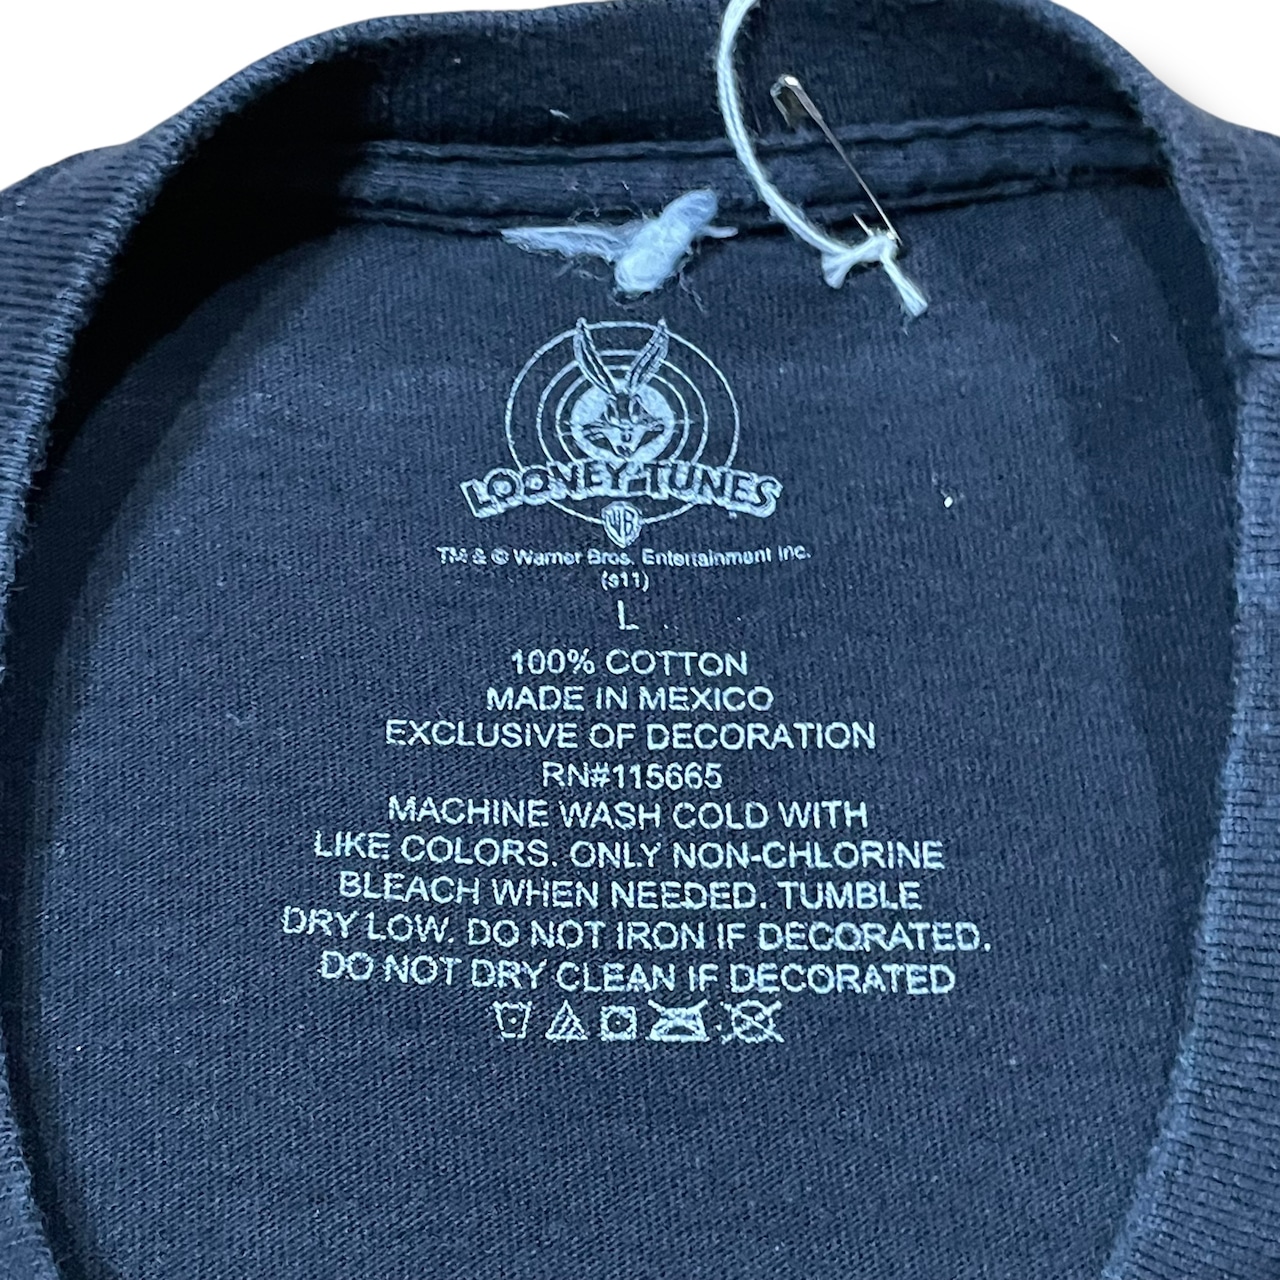 LOONEY TUNES
WB
TM & © Warner Bros. Entertainment Inc.
(s11)
L
100% COTTON
MADE IN MEXICO
EXCLUSIVE OF DECORATION
RN#115665
MACHINE WASH COLD WITH
LIKE COLORS. ONLY NON-CHLORINE
BLEACH WHEN NEEDED. TUMBLE
DRY LOW. DO NOT IRON IF DECORATED.
DO NOT DRY CLEAN IF DECORATED